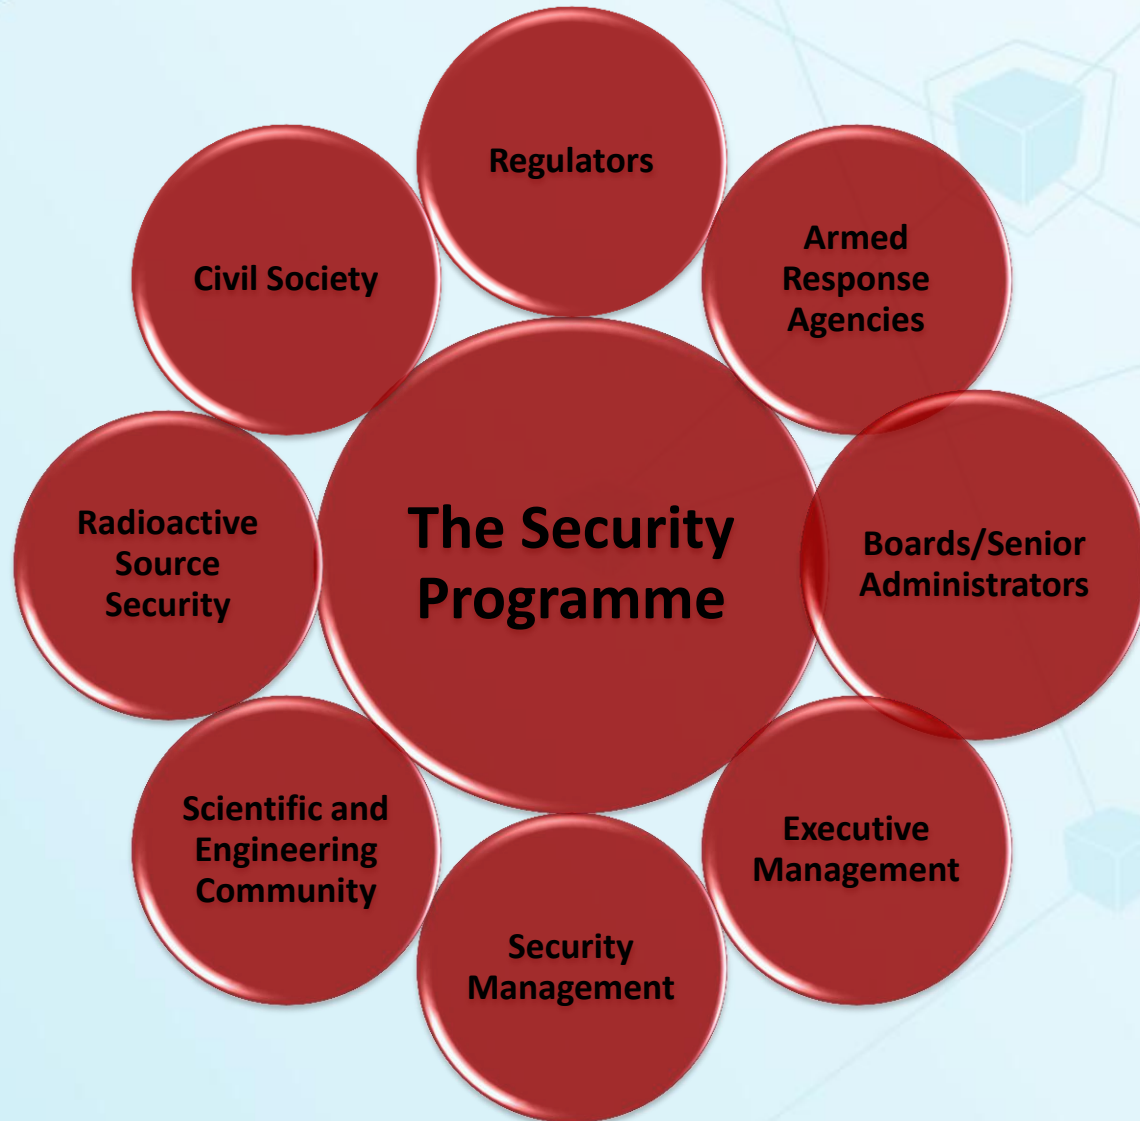 Regulators
Armed
Response
Agencies
Civil Society
The Security
Programme
Boards/Senior
Administrators
Radioactive
Source
Security
Executive
Management
Scientific and
Engineering
Community
Security
Management